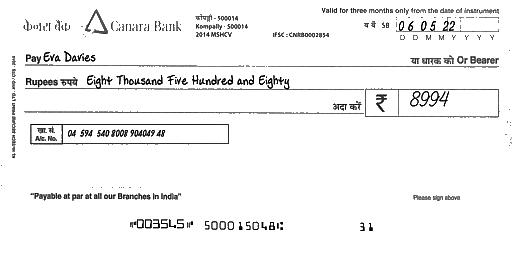 केनरा बैंक Canara Bank
कोंपल्ली - 500014
Kompally - 500014
2014 MSHCV
IFSC : CNRB0002854
Valid for three months only from the date of instrument
SB 06 05 22
D D M M Y Y Y Y
Pay Eva Davies या धारक को Or Bearer
Rupees रुपये Eight Thousand Five Hundred and Eighty
अदा करें ₹ 8994
खा. सं.
A/c. No. 04 594 540 8008 904049 48
"Payable at par at all our Branches in India"
Please sign above
⑈003545⑈ 500015048⑆ 31